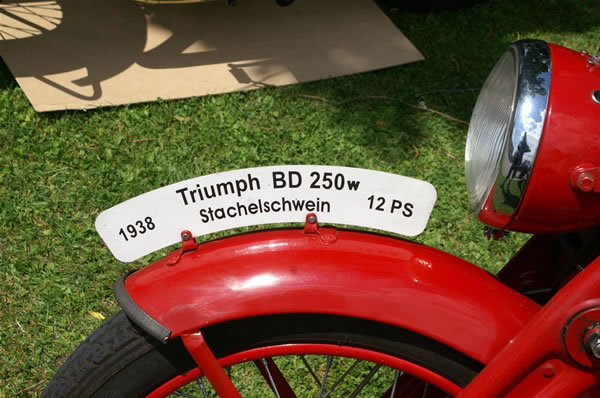 Triumph BD 250w
1938 Stachelschwein 12 PS